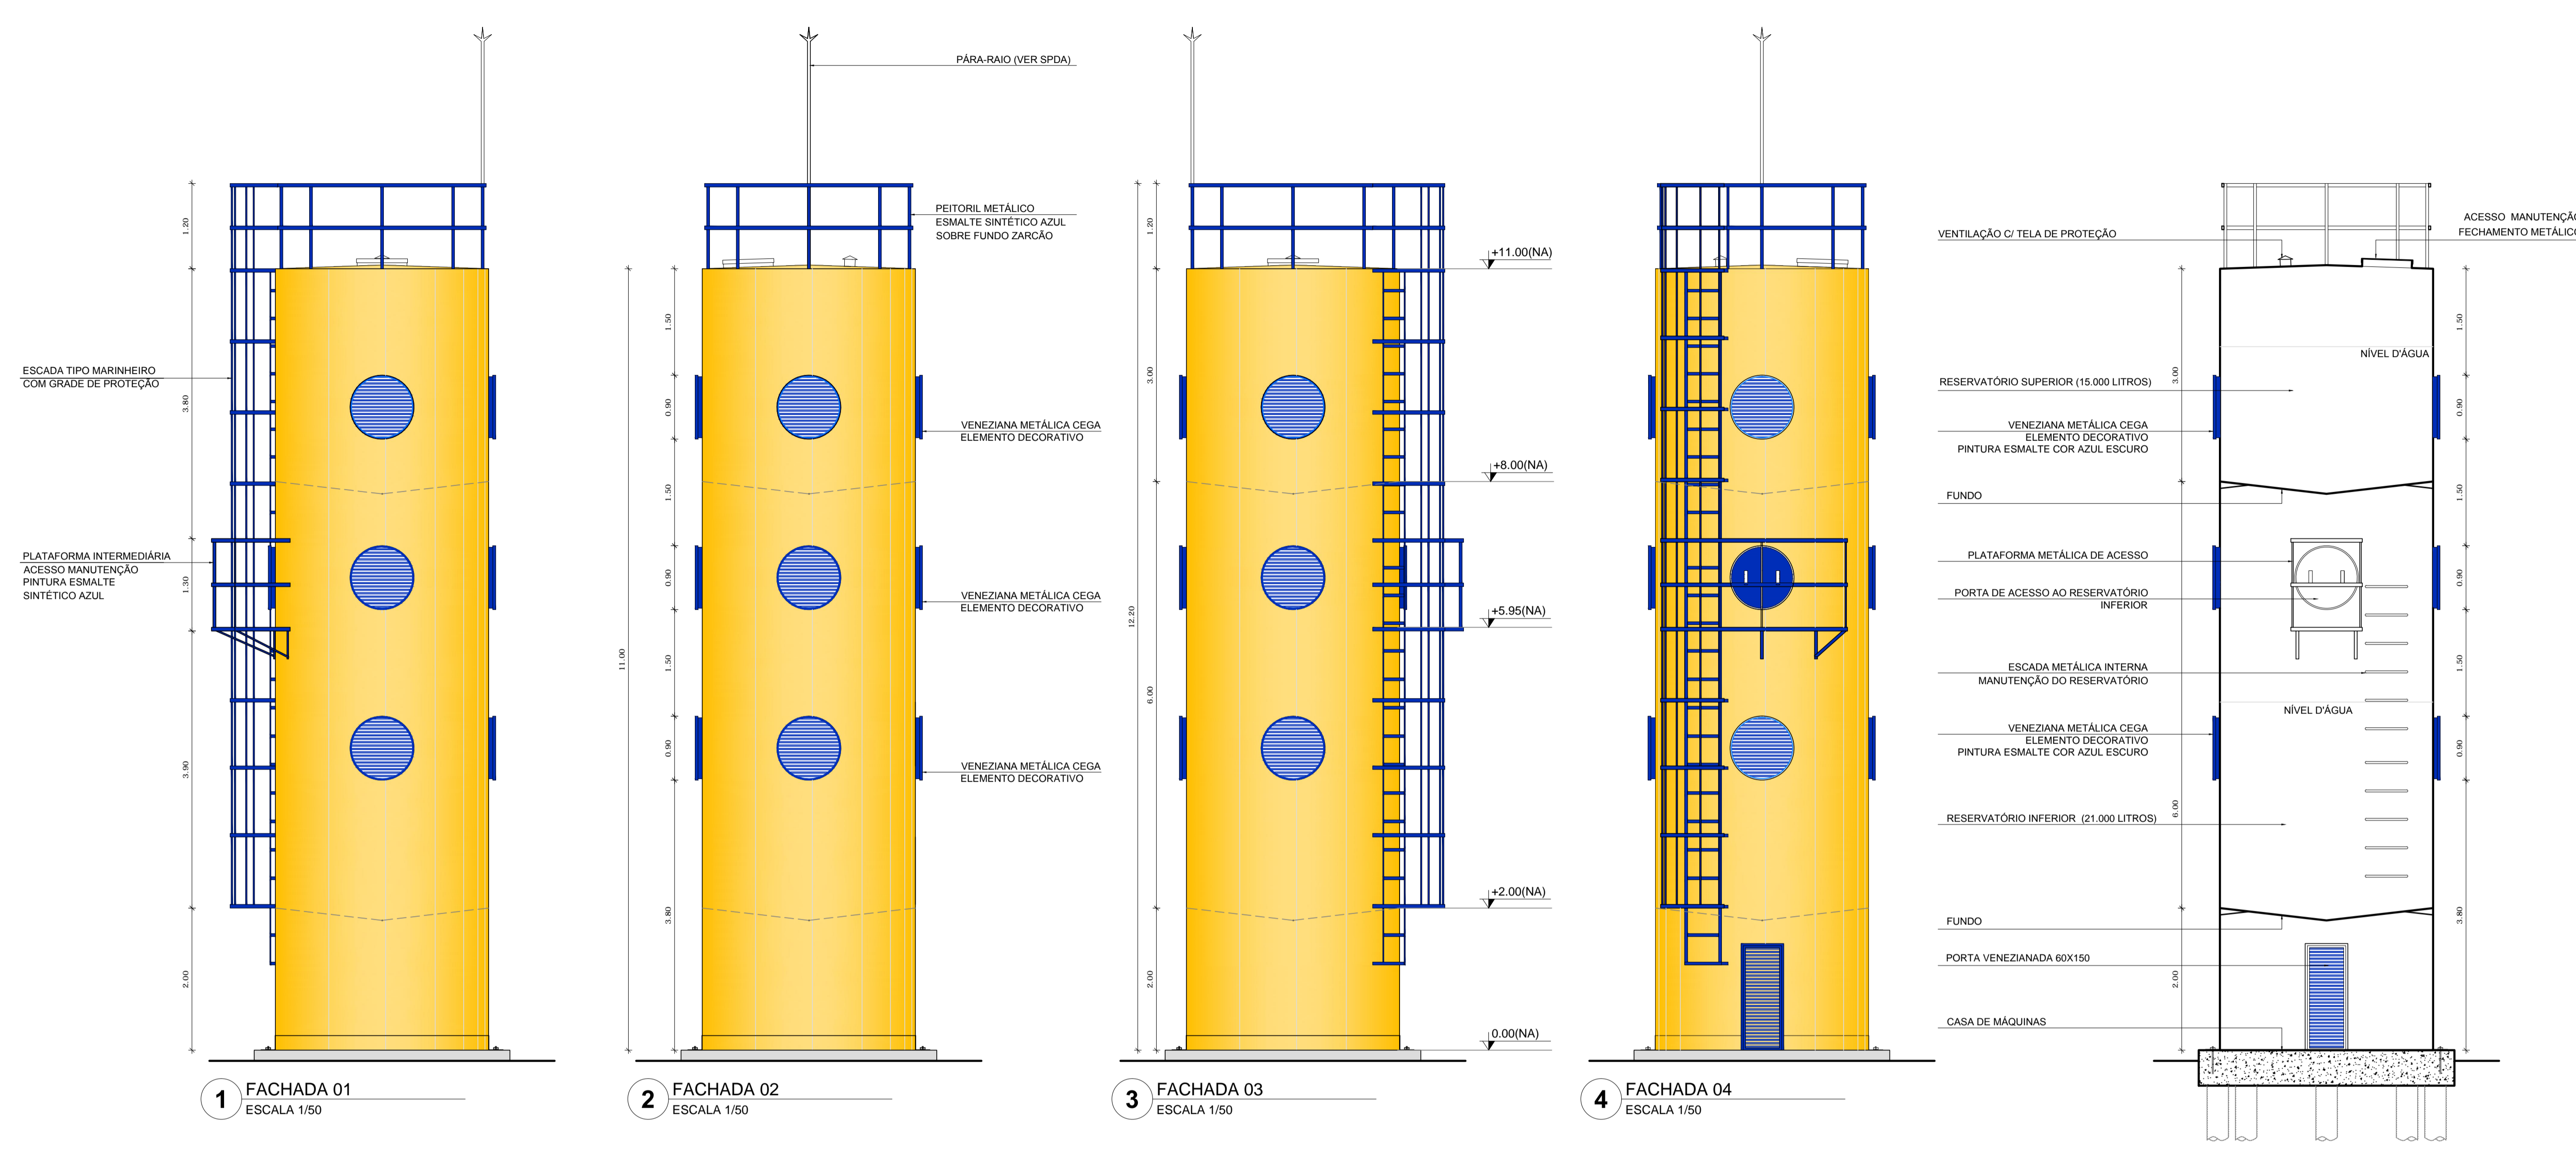 PÁRA-RAIO (VER SPDA)
1.20
3.80
1.30
3.90
2.00
ESCADA TIPO MARINHEIRO
COM GRADE DE PROTEÇÃO
PLATAFORMA INTERMEDIÁRIA
ACESSO MANUTENÇÃO
PINTURA ESMALTE
SINTÉTICO AZUL
1 FACHADA 01
ESCALA 1/50
11.00
1.50
0.90
1.50
0.90
1.50
0.90
3.80
PEITORIL METÁLICO
ESMALTE SINTÉTICO AZUL
SOBRE FUNDO ZARCÃO
VENEZIANA METÁLICA CEGA
ELEMENTO DECORATIVO
VENEZIANA METÁLICA CEGA
ELEMENTO DECORATIVO
VENEZIANA METÁLICA CEGA
ELEMENTO DECORATIVO
2 FACHADA 02
ESCALA 1/50
12.20
1.20
3.00
6.00
2.00
+11.00(NA)
+8.00(NA)
+5.95(NA)
+2.00(NA)
0.00(NA)
3 FACHADA 03
ESCALA 1/50
4 FACHADA 04
ESCALA 1/50
VENTILAÇÃO C/ TELA DE PROTEÇÃO
ACESSO MANUTENÇÃO
FECHAMENTO METÁLICO
NÍVEL D'ÁGUA
RESERVATÓRIO SUPERIOR (15.000 LITROS)
VENEZIANA METÁLICA CEGA
ELEMENTO DECORATIVO
PINTURA ESMALTE COR AZUL ESCURO
FUNDO
PLATAFORMA METÁLICA DE ACESSO
PORTA DE ACESSO AO RESERVATÓRIO
INFERIOR
ESCADA METÁLICA INTERNA
MANUTENÇÃO DO RESERVATÓRIO
NÍVEL D'ÁGUA
VENEZIANA METÁLICA CEGA
ELEMENTO DECORATIVO
PINTURA ESMALTE COR AZUL ESCURO
RESERVATÓRIO INFERIOR (21.000 LITROS)
FUNDO
PORTA VENEZIANADA 60X150
CASA DE MÁQUINAS
3.00
6.00
2.00
1.50
0.90
1.50
0.90
1.50
0.90
3.80